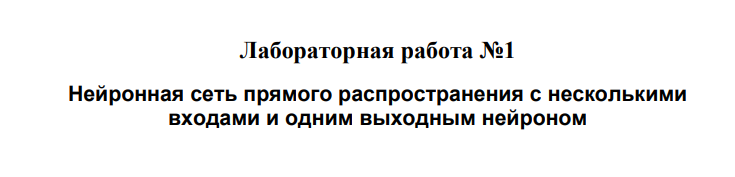 Лабораторная работа №1
Нейронная сеть прямого распространения с несколькими
входами и одним выходным нейроном